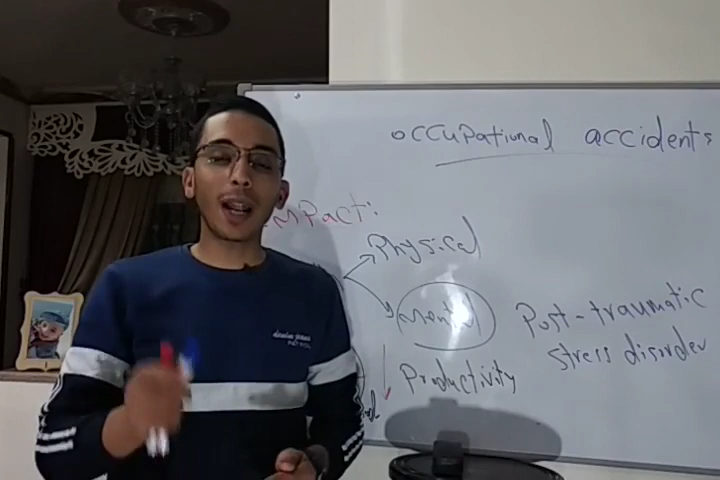 occupational accidents
impact:
Physical
mental
Post-traumatic
stress disorder
Productivity